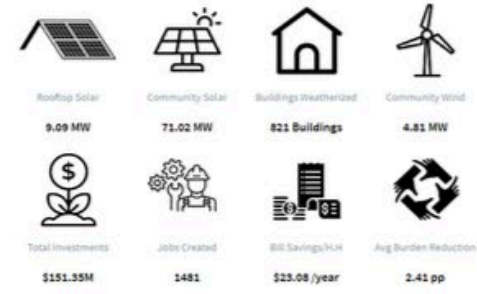 Rooftop Solar
Community Solar
Buildings Weatherized
Community Wind
9.09 MW
71.02 MW
821 Buildings
4.81 MW
Total Investments
Jobs Created
Bill Savings/H.H
Avg Burden Reduction
$151.35M
1481
$23.08 /year
2.41 pp